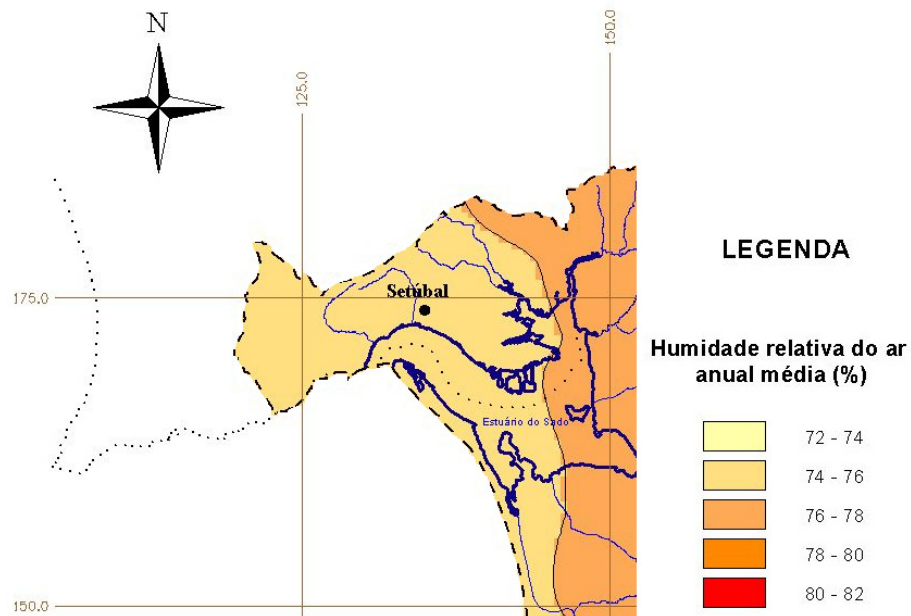 N
125.0
150.0
175.0
150.0
Setúbal
Estuário do Sado
LEGENDA
Humidade relativa do ar
anual média (%)
72 - 74
74 - 76
76 - 78
78 - 80
80 - 82